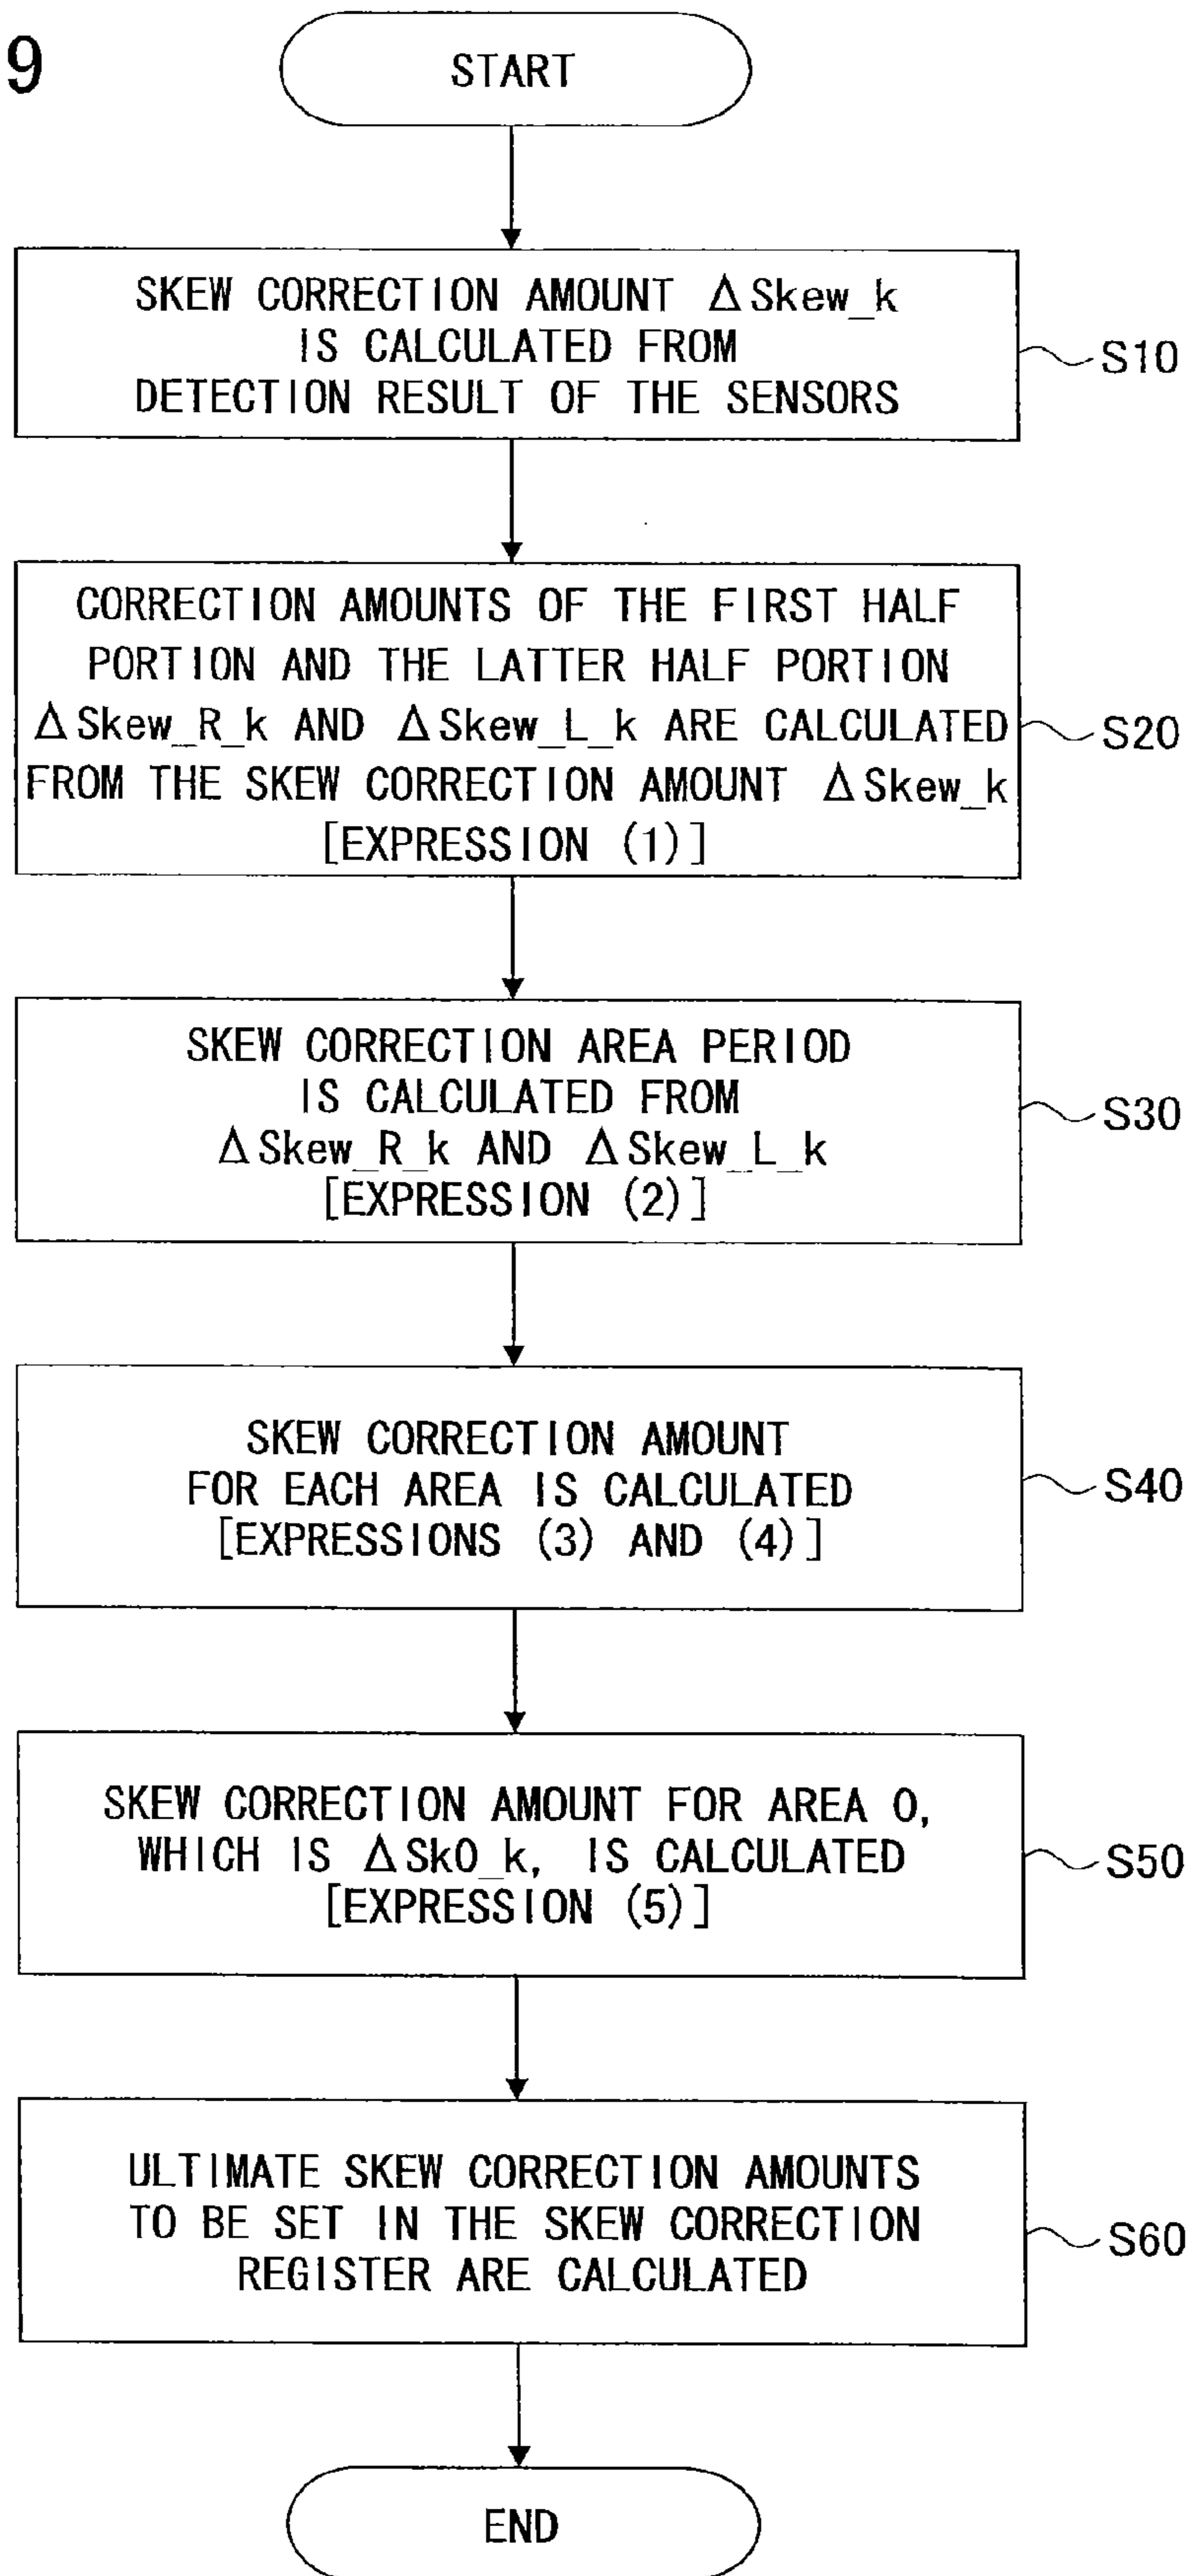 9
START
SKEW CORRECTION AMOUNT ΔSkew_k
IS CALCULATED FROM
DETECTION RESULT OF THE SENSORS
S10
CORRECTION AMOUNTS OF THE FIRST HALF
PORTION AND THE LATTER HALF PORTION
ΔSkew_R_k AND ΔSkew_L_k ARE CALCULATED
FROM THE SKEW CORRECTION AMOUNT ΔSkew_k
[EXPRESSION (1)]
S20
SKEW CORRECTION AREA PERIOD
IS CALCULATED FROM
ΔSkew_R_k AND ΔSkew_L_k
[EXPRESSION (2)]
S30
SKEW CORRECTION AMOUNT
FOR EACH AREA IS CALCULATED
[EXPRESSIONS (3) AND (4)]
S40
SKEW CORRECTION AMOUNT FOR AREA 0,
WHICH IS ΔSk0_k, IS CALCULATED
[EXPRESSION (5)]
S50
ULTIMATE SKEW CORRECTION AMOUNTS
TO BE SET IN THE SKEW CORRECTION
REGISTER ARE CALCULATED
S60
END